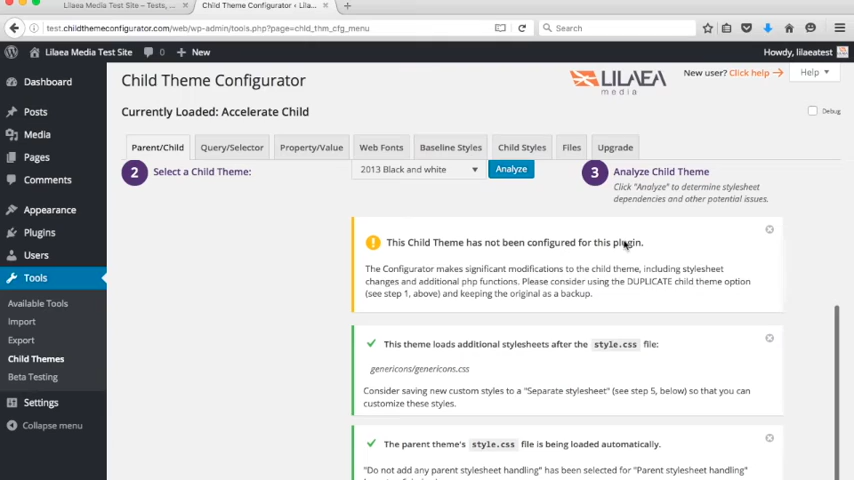 Lilaea Media Test Site – Tests, ...
Child Theme Configurator ‹ Lila...
test.childthemeconfigurator.com/web/wp-admin/tools.php?page=chld_thm_cfg_menu
Search
Lilaea Media Test Site
0
New
Howdy, lilaeatest
Dashboard
Posts
Media
Pages
Comments
Appearance
Plugins
Users
Tools
Available Tools
Import
Export
Child Themes
Beta Testing
Settings
Collapse menu
Child Theme Configurator
LILAEA
media
New user? Click help
Help
Currently Loaded: Accelerate Child
Debug
Parent/Child
Query/Selector
Property/Value
Web Fonts
Baseline Styles
Child Styles
Files
Upgrade
2
Select a Child Theme:
2013 Black and white
Analyze
3
Analyze Child Theme
Click "Analyze" to determine stylesheet
dependencies and other potential issues.
This Child Theme has not been configured for this plugin.
The Configurator makes significant modifications to the child theme, including stylesheet
changes and additional php functions. Please consider using the DUPLICATE child theme option
(see step 1, above) and keeping the original as a backup.
This theme loads additional stylesheets after the style.css file:
genericons/genericons.css
Consider saving new custom styles to a "Separate stylesheet" (see step 5, below) so that you can
customize these styles.
The parent theme's style.css file is being loaded automatically.
"Do not add any parent stylesheet handling" has been selected for "Parent stylesheet handling"